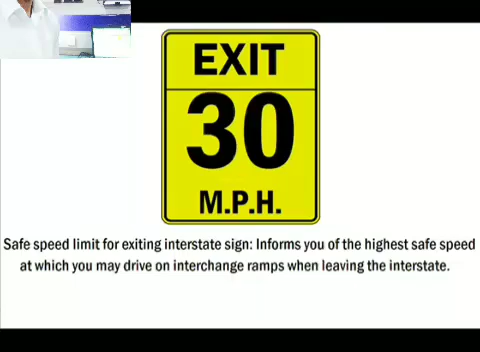 EXIT
30
M.P.H.
Safe speed limit for exiting interstate sign: Informs you of the highest safe speed
at which you may drive on interchange ramps when leaving the interstate.